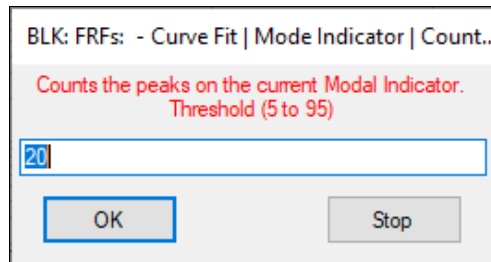 BLK: FRFs:  - Curve Fit | Mode Indicator | Count..
Counts the peaks on the current Modal Indicator.
Threshold (5 to 95)
20
OK
Stop